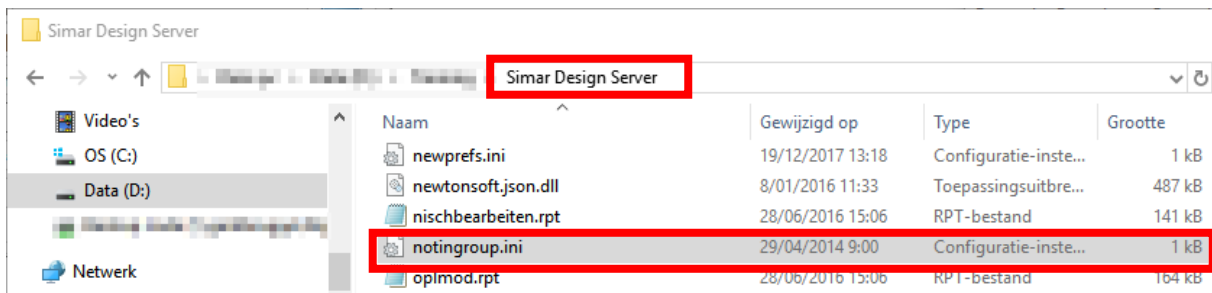 Simar Design Server
Simar Design Server
Video's
OS (C:)
Data (D:)
Netwerk
Naam Gewijzigd op Type Grootte
newprefs.ini 19/12/2017 13:18 Configuratie-inste... 1 kB
newtonsoft.json.dll 8/01/2016 11:33 Toepassingsuitbre... 487 kB
nischbearbeiten.rpt 28/06/2016 15:06 RPT-bestand 141 kB
notingroup.ini 29/04/2014 9:00 Configuratie-inste... 1 kB
oplmod.rpt 28/06/2016 15:06 RPT-bestand 164 kB